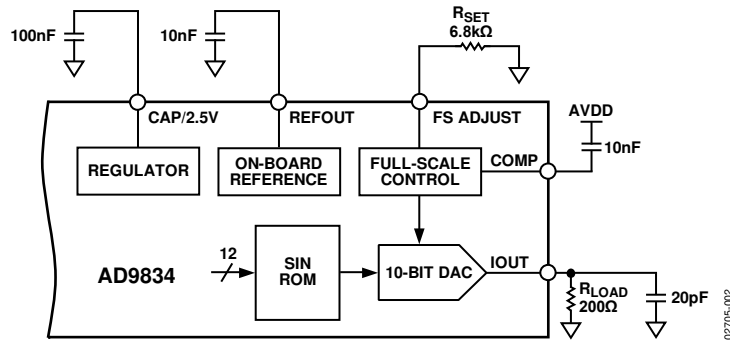 100nF
10nF
RSET
6.8kΩ
CAP/2.5V
REFOUT
FS ADJUST
AVDD
10nF
REGULATOR
ON-BOARD
REFERENCE
FULL-SCALE
CONTROL
COMP
12
AD9834
SIN
ROM
10-BIT DAC
IOUT
RLOAD
200Ω
20pF
02705-002